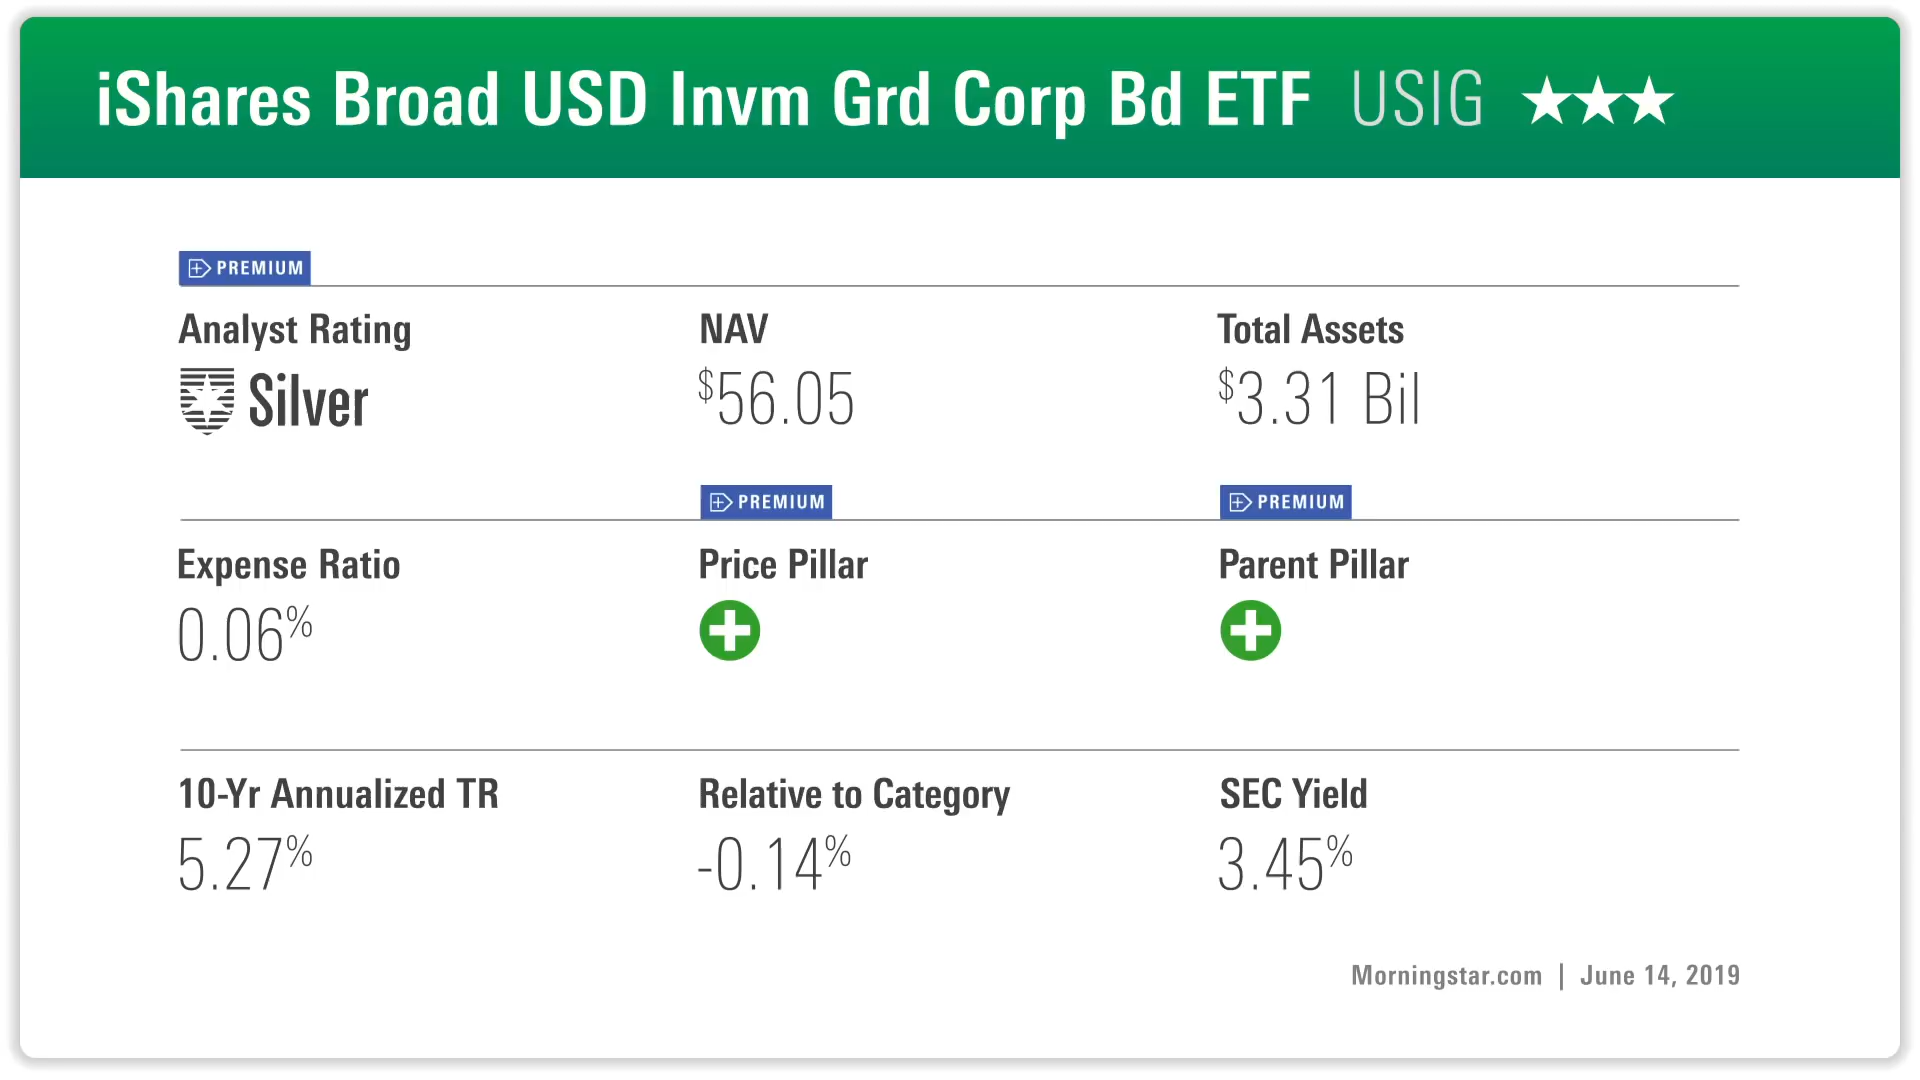 iShares Broad USD Invm Grd Corp Bd ETF USIG ★★★
PREMIUM
Analyst Rating NAV Total Assets
Silver $56.05 $3.31 Bil
PREMIUM PREMIUM
Expense Ratio Price Pillar Parent Pillar
0.06%
10-Yr Annualized TR Relative to Category SEC Yield
5.27% -0.14% 3.45%
Morningstar.com | June 14, 2019